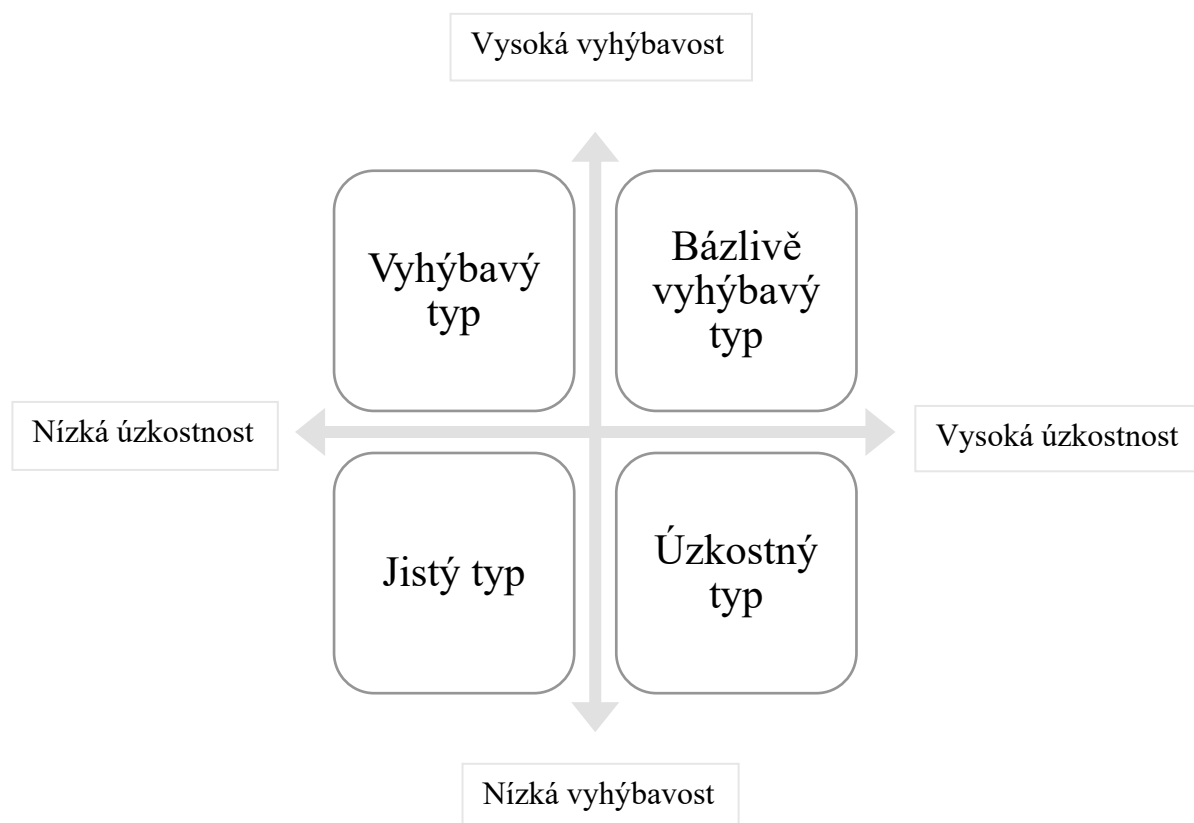 Vysoká vyhýbavost
Vyhýbavý
typ
Bázlivě
vyhýbavý
typ
Nízká úzkostnost
Vysoká úzkostnost
Jistý typ
Úzkostný
typ
Nízká vyhýbavost